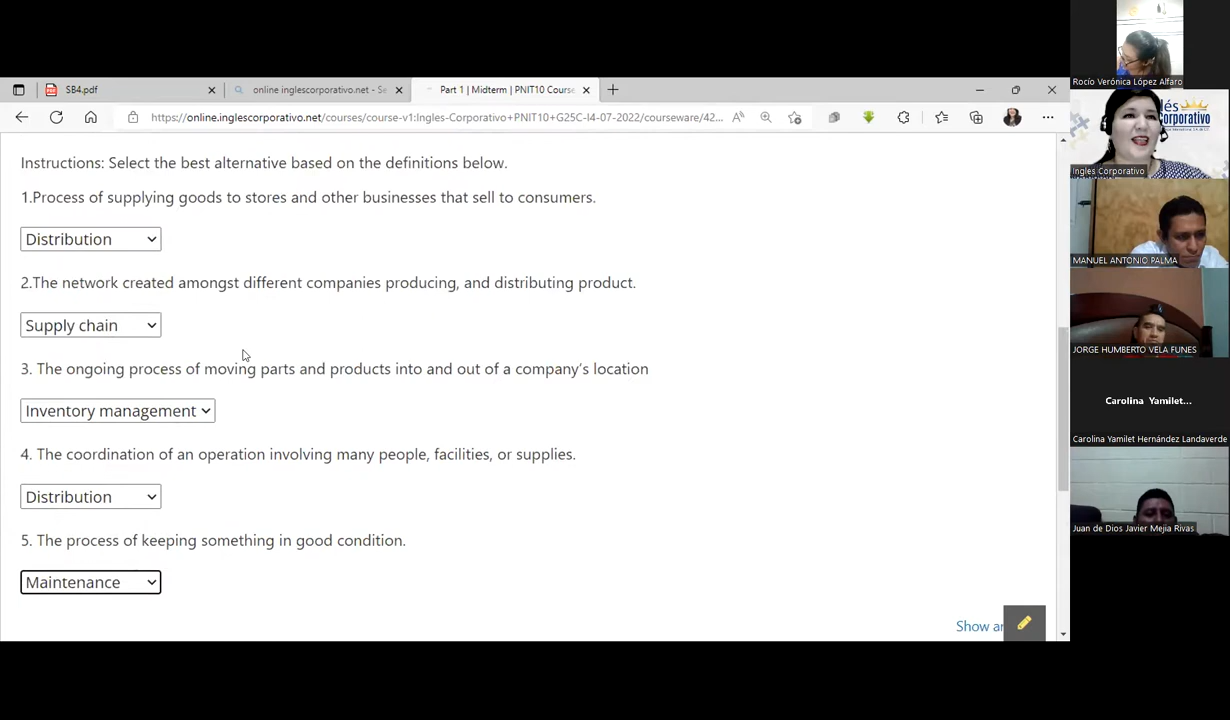 SB4.pdf
online inglescorporativo.net - Se
Part 1 | Midterm | PNIT10 Course
https://online.inglescorporativo.net/courses/course-v1:Ingles-Corporativo+PNIT10+G25C-I4-07-2022/courseware/42...
Instructions: Select the best alternative based on the definitions below.
1.Process of supplying goods to stores and other businesses that sell to consumers.
Distribution
2.The network created amongst different companies producing, and distributing product.
Supply chain
3. The ongoing process of moving parts and products into and out of a company's location
Inventory management
4. The coordination of an operation involving many people, facilities, or supplies.
Distribution
5. The process of keeping something in good condition.
Maintenance
Show an
Rocío Verónica López Alfaro
Ingles Corporativo
MANUEL ANTONIO PALMA
JORGE HUMBERTO VELA FUNES
Carolina Yamilet...
Carolina Yamilet Hernández Landaverde
Juan de Dios Javier Mejia Rivas